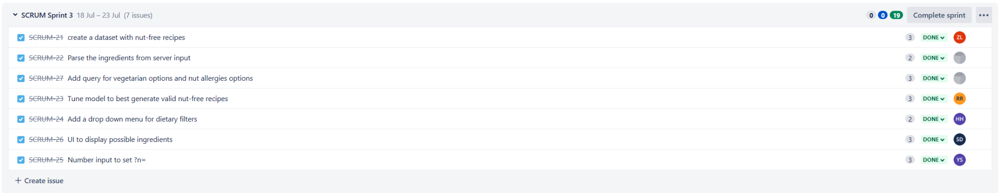 SCRUM Sprint 3 18 Jul – 23 Jul (7 issues) 0 0 19 Complete sprint •••
SCRUM-21 create a dataset with nut-free recipes 3 DONE ZL
SCRUM-22 Parse the ingredients from server input 2 DONE
SCRUM-27 Add query for vegetarian options and nut allergies options 3 DONE
SCRUM-23 Tune model to best generate valid nut-free recipes 3 DONE RR
SCRUM-24 Add a drop down menu for dietary filters 2 DONE HH
SCRUM-26 UI to display possible ingredients 3 DONE SD
SCRUM-25 Number input to set ?n= 3 DONE YS
+ Create issue